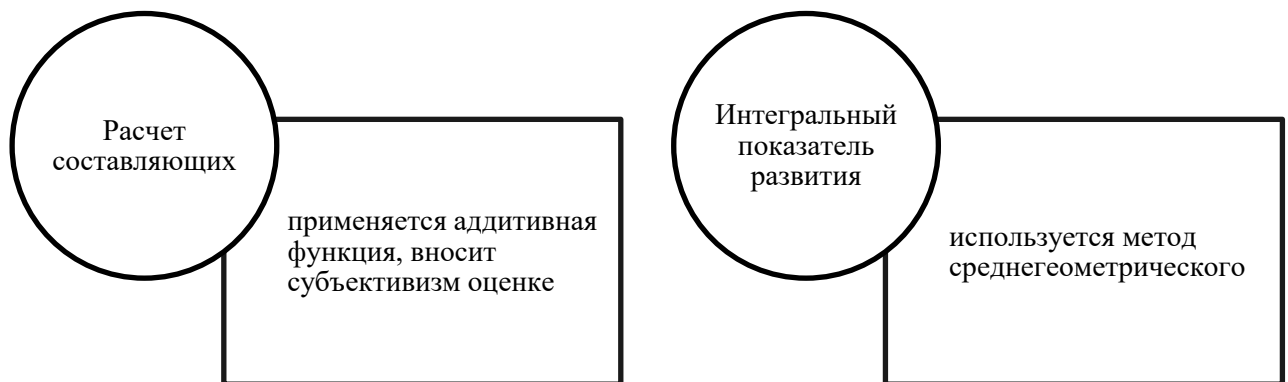 Расчет
составляющих
применяется аддитивная
функция, вносит
субъективизм оценке
Интегральный
показатель
развития
используется метод
среднегеометрического